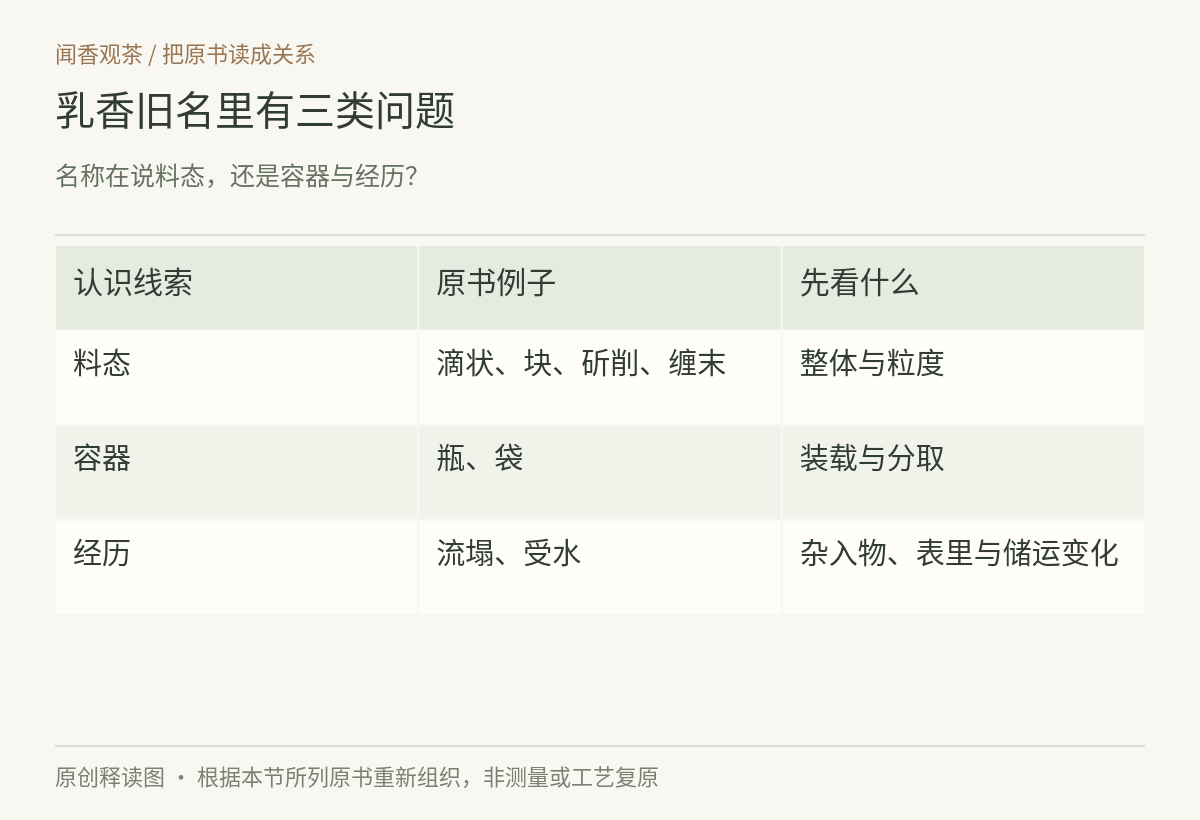 闻香观茶 / 把原书读成关系
乳香旧名里有三类问题
名称在说料态，还是容器与经历？
认识线索 原书例子 先看什么
料态 滴状、块、斫削、缠末 整体与粒度
容器 瓶、袋 装载与分取
经历 流塌、受水 杂入物、表里与储运变化
原创释读图 · 根据本节所列原书重新组织，非测量或工艺复原